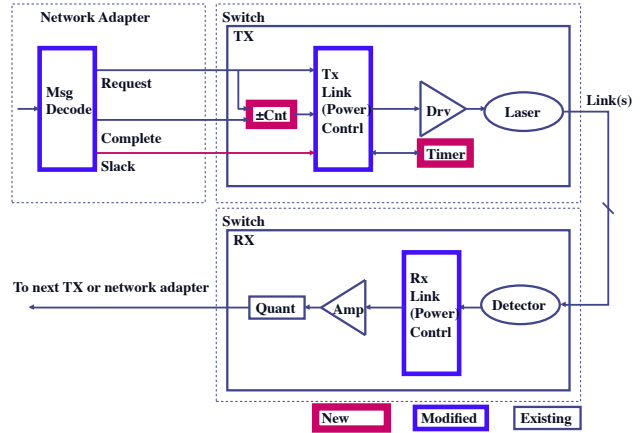 Network Adapter
Switch
TX
Msg
Decode
Request
Complete
Slack
±Cnt
Tx
Link
(Power)
Contrl
Drv
Laser
Timer
Link(s)
Switch
RX
To next TX or network adapter
Quant
Amp
Rx
Link
(Power)
Contrl
Detector
New
Modified
Existing